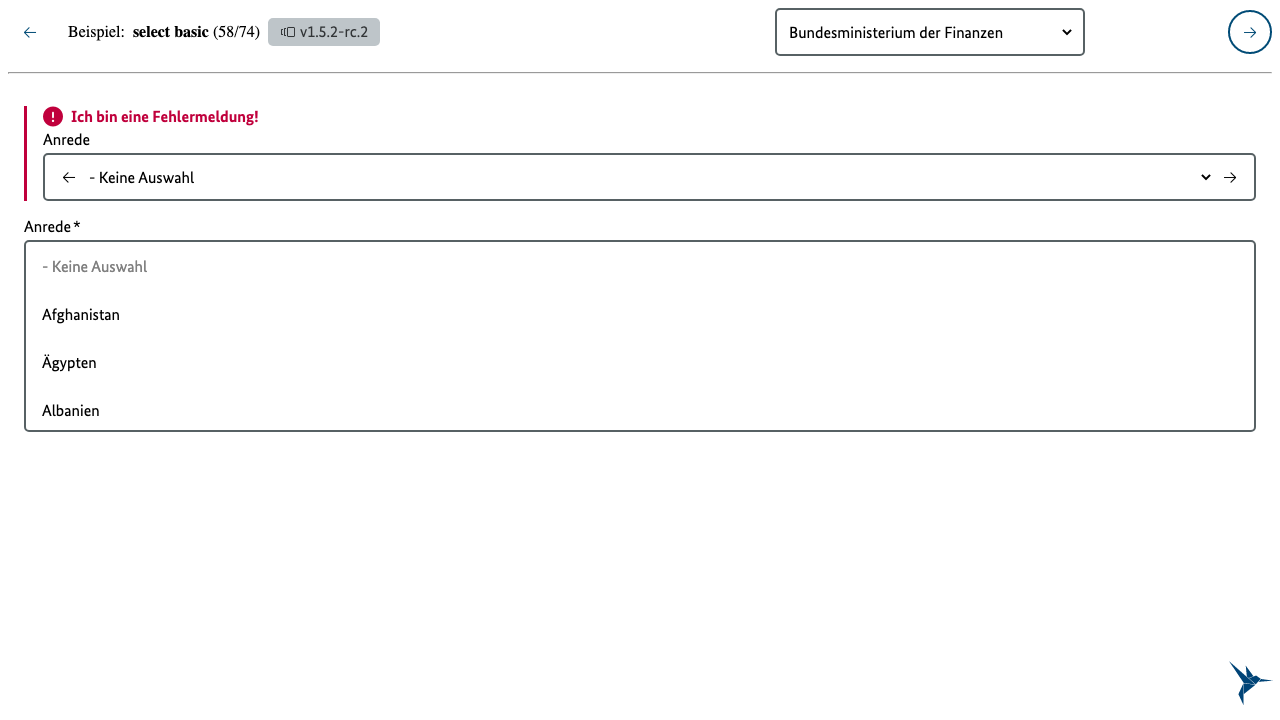 Beispiel: select basic (58/74) v1.5.2-rc.2 Bundesministerium der Finanzen
Ich bin eine Fehlermeldung!
Anrede
- Keine Auswahl
Anrede*
- Keine Auswahl
Afghanistan
Ägypten
Albanien